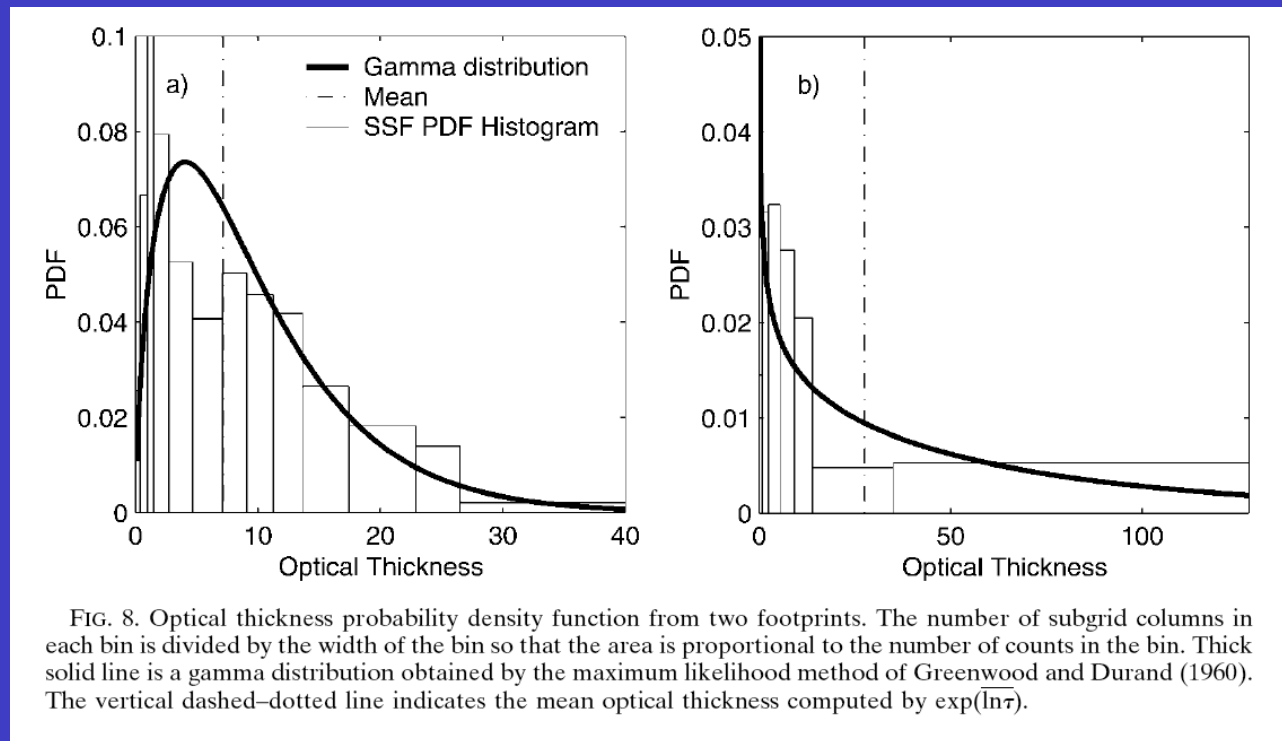 0.1
0.08
0.06
0.04
0.02
0
PDF
a)
Gamma distribution
Mean
SSF PDF Histogram
0
10
20
30
40
Optical Thickness
0.05
0.04
0.03
0.02
0.01
0
PDF
b)
0
50
100
Optical Thickness
FIG. 8. Optical thickness probability density function from two footprints. The number of subgrid columns in
each bin is divided by the width of the bin so that the area is proportional to the number of counts in the bin. Thick
solid line is a gamma distribution obtained by the maximum likelihood method of Greenwood and Durand (1960).
The vertical dashed–dotted line indicates the mean optical thickness computed by exp(l̅n̅τ̅).